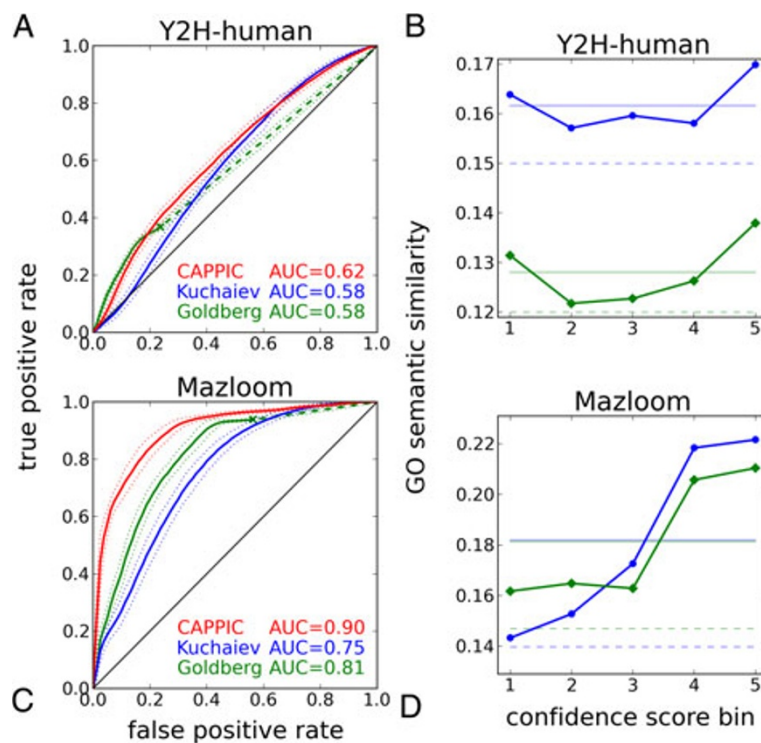 A
Y2H-human
1.0
0.8
0.6
0.4
0.2
0.0
CAPPIC AUC=0.62
Kuchaiev AUC=0.58
Goldberg AUC=0.58
0.0 0.2 0.4 0.6 0.8 1.0
B
Y2H-human
0.17
0.16
0.15
0.14
0.13
0.12
1 2 3 4 5
true positive rate
GO semantic similarity
Mazloom
1.0
0.8
0.6
0.4
0.2
0.0
CAPPIC AUC=0.90
Kuchaiev AUC=0.75
Goldberg AUC=0.81
0.0 0.2 0.4 0.6 0.8 1.0
C
false positive rate
Mazloom
0.22
0.20
0.18
0.16
0.14
1 2 3 4 5
D
confidence score bin